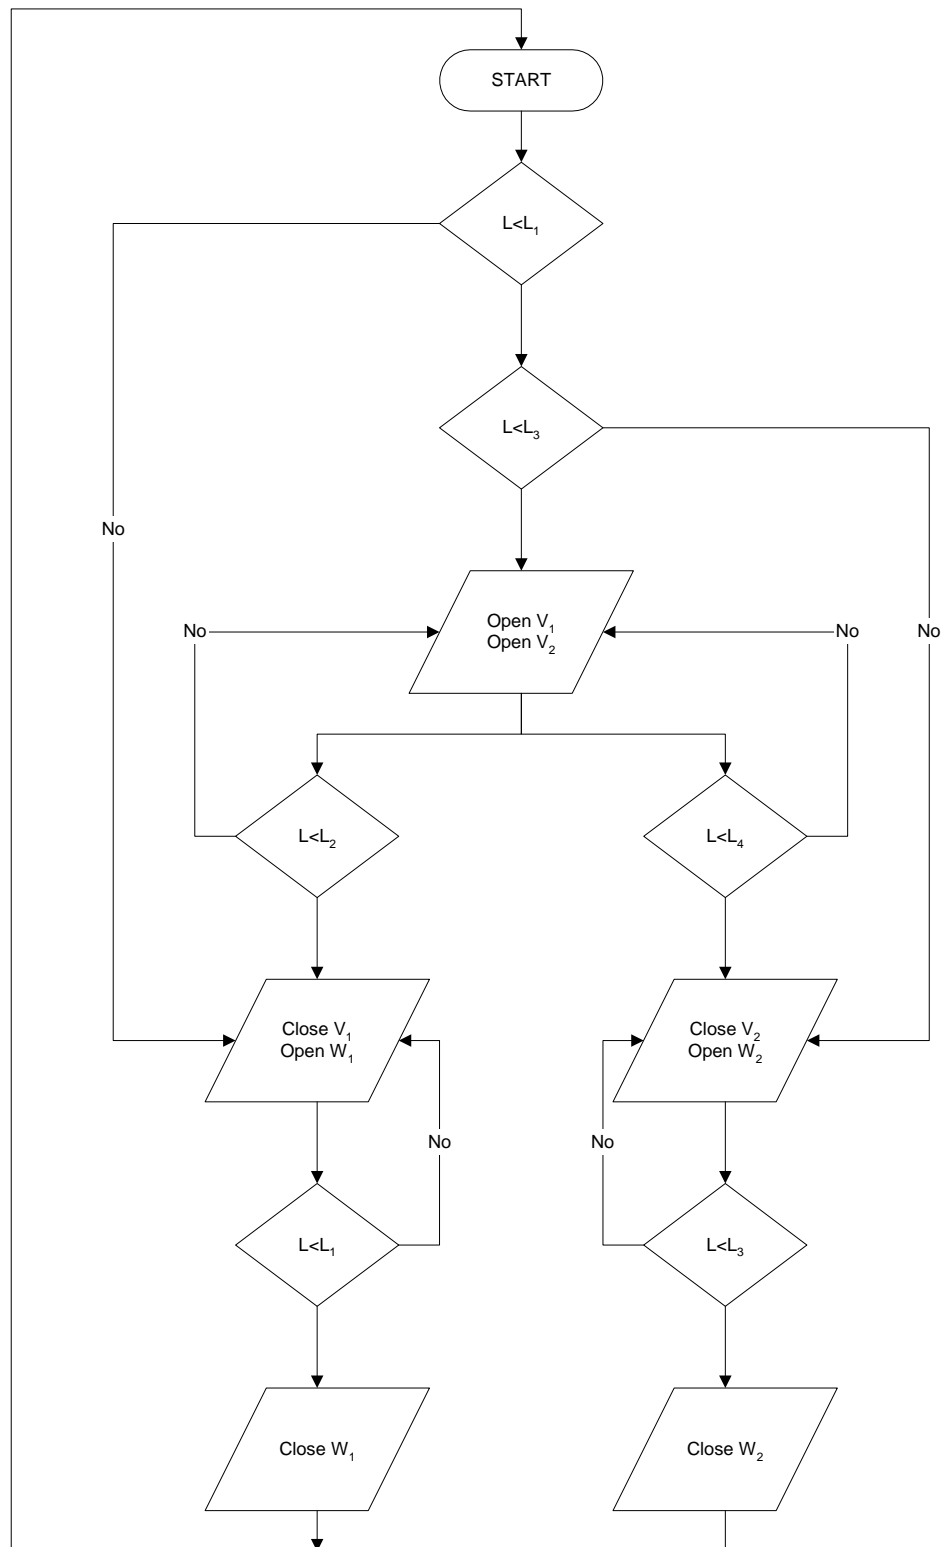 START
L<L₁
L<L₃
No
Open V₁
Open V₂
No
No
No
L<L₂
L<L₄
Close V₁
Open W₁
Close V₂
Open W₂
No
No
L<L₁
L<L₃
Close W₁
Close W₂